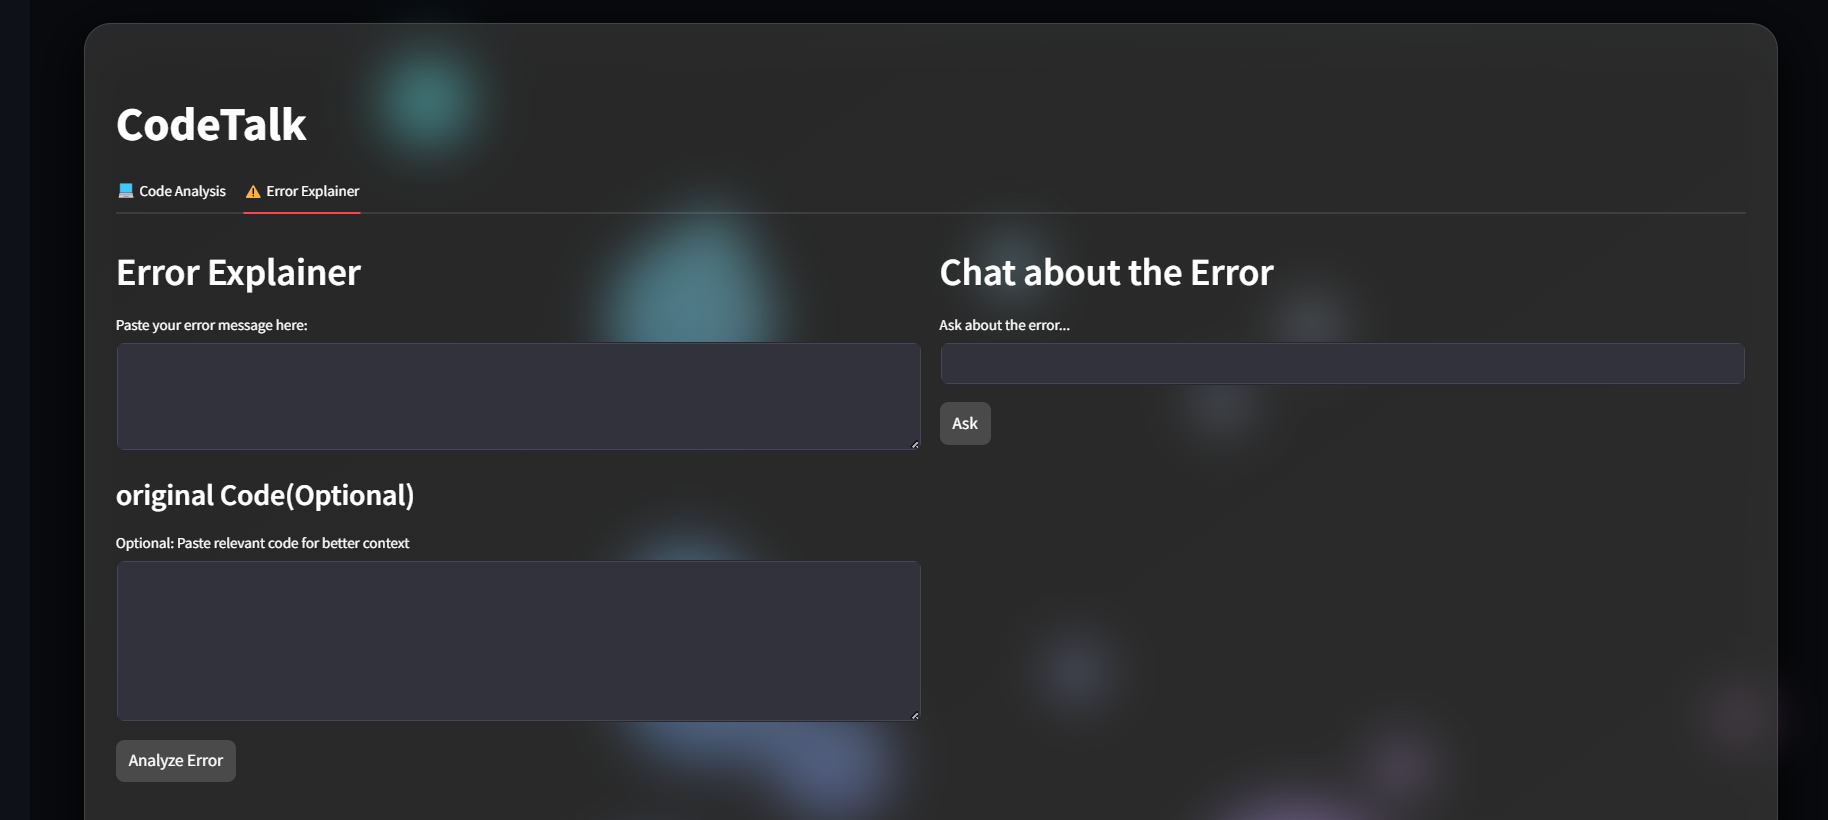 CodeTalk
Code Analysis
Error Explainer
Error Explainer
Paste your error message here:
original Code(Optional)
Optional: Paste relevant code for better context
Analyze Error
Chat about the Error
Ask about the error...
Ask